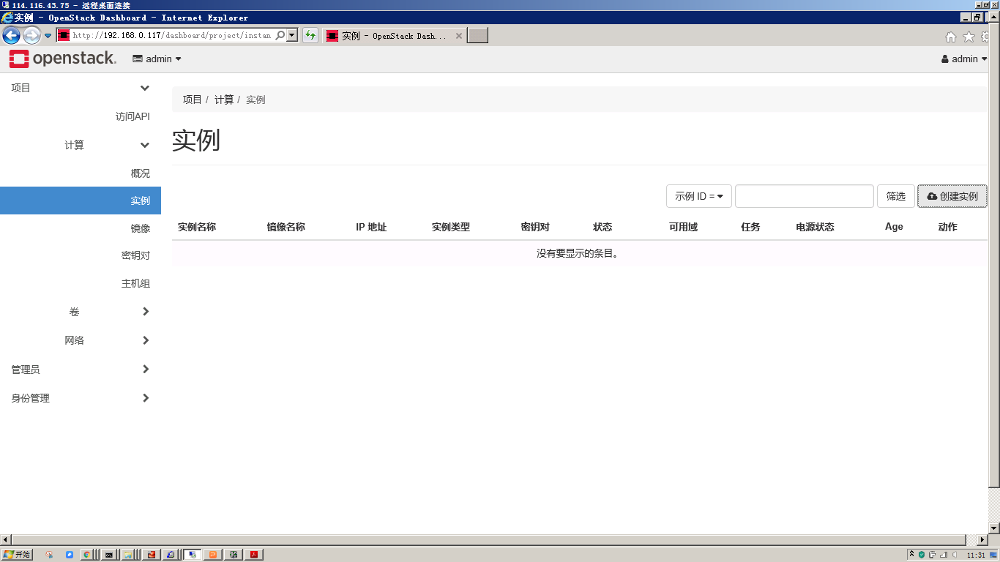 114.116.43.75 - 远程桌面连接
实例 - OpenStack Dashboard - Internet Explorer
http://192.168.0.117/dashboard/project/instan
实例 - OpenStack Dash...
openstack.
admin
admin
项目
访问API
计算
概况
实例
镜像
密钥对
主机组
卷
网络
管理员
身份管理
项目 / 计算 / 实例
实例
示例 ID =
筛选
创建实例
实例名称 镜像名称 IP 地址 实例类型 密钥对 状态 可用域 任务 电源状态 Age 动作
没有要显示的条目。
开始
11:31